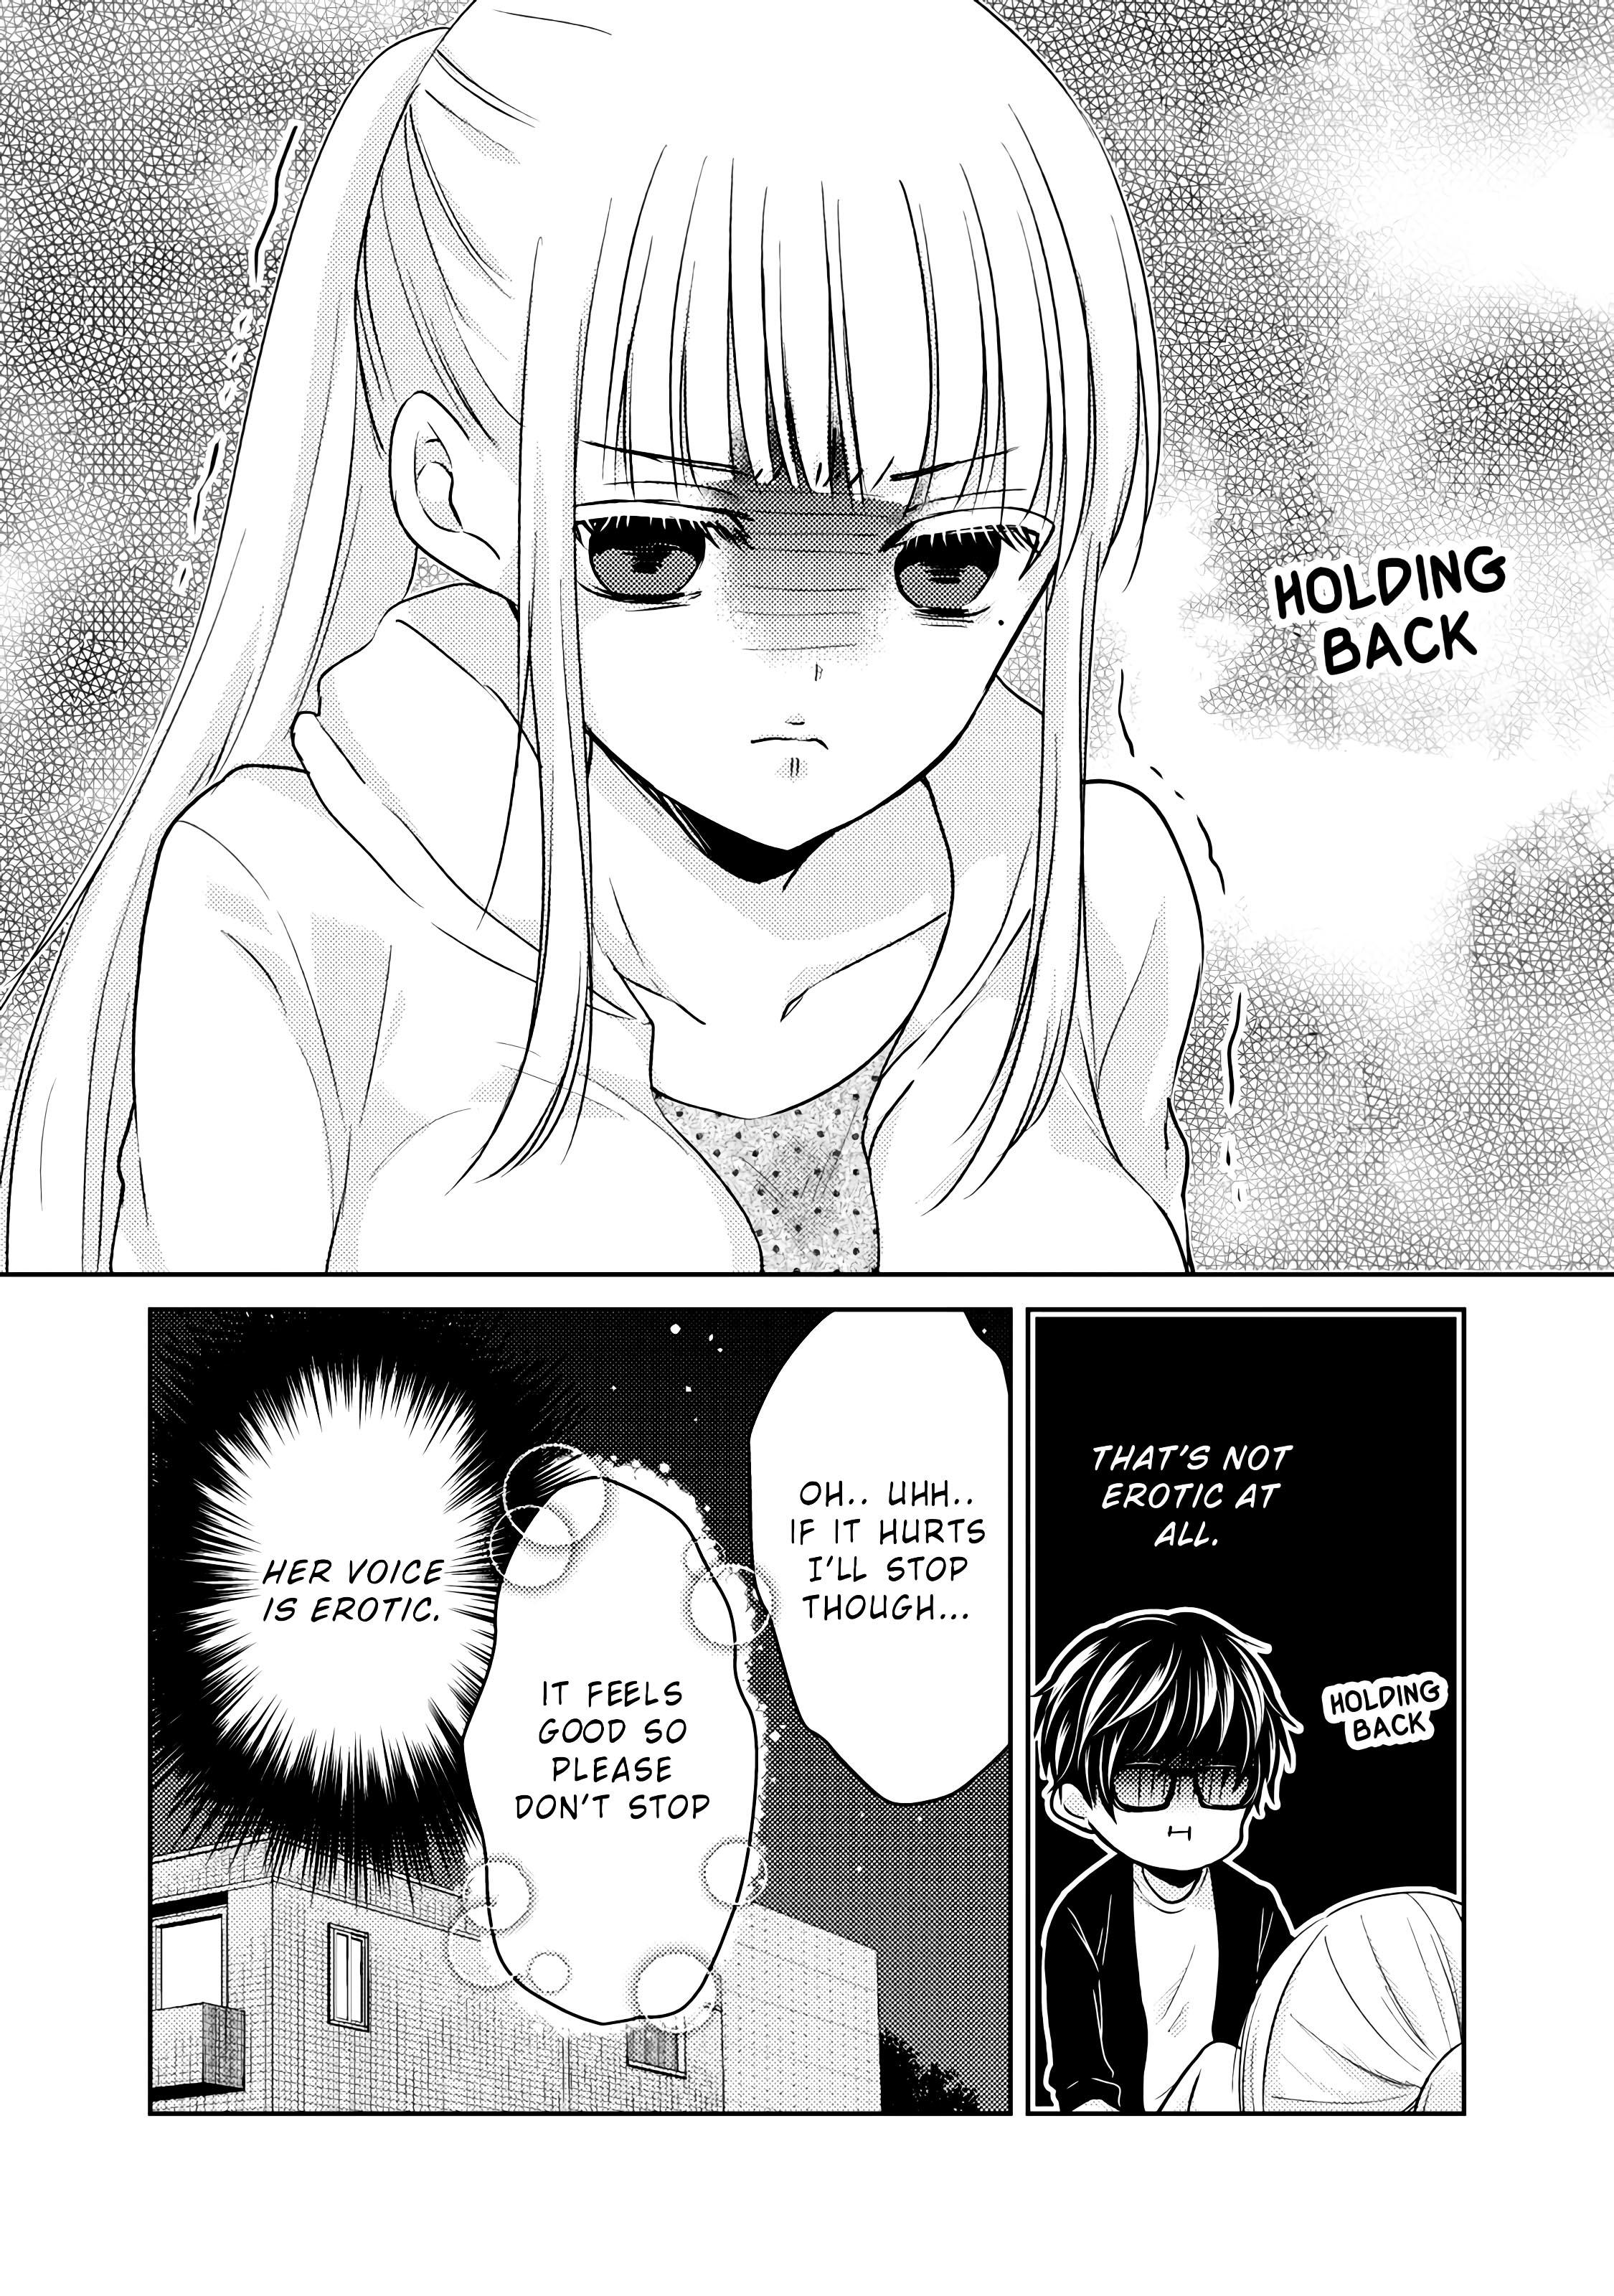 HOLDING
BACK
THAT'S NOT
EROTIC AT
ALL.
HOLDING
BACK
OH.. UHH..
IF IT HURTS
I'LL STOP
THOUGH...
IT FEELS
GOOD SO
PLEASE
DON'T STOP
HER VOICE
IS EROTIC.